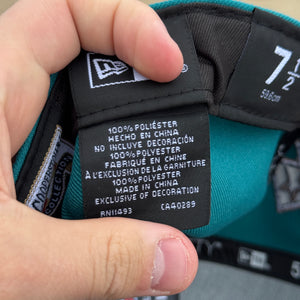 7 1/2
59.6cm
100% POLIÉSTER
HECHO EN CHINA
NO INCLUYE DECORACIÓN
100% POLYESTER
FABRIQUÉ EN CHINE
À L'EXCLUSION DE LA GARNITURE
100% POLYESTER
MADE IN CHINA
EXCLUSIVE OF DECORATION
RN11493 CA40289
COLLECTION